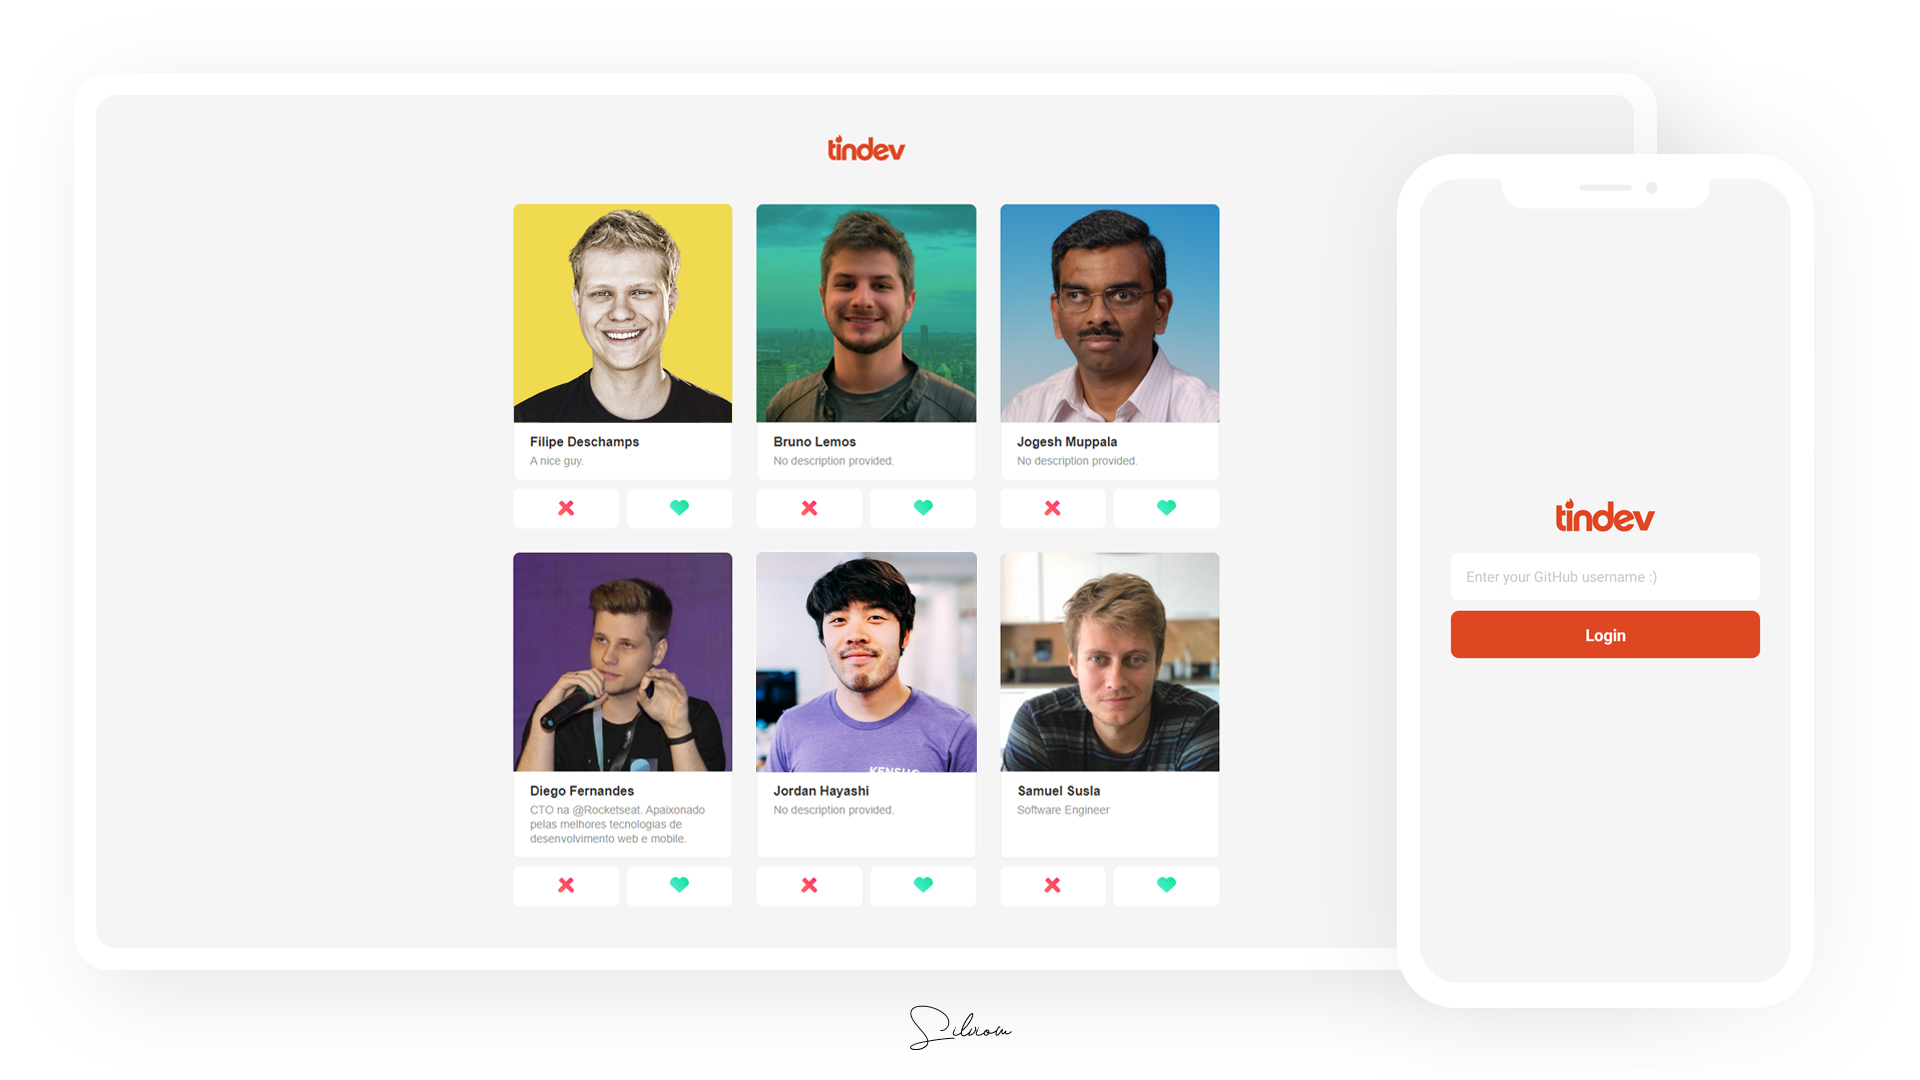 tindev
Filipe Deschamps
A nice guy.
Bruno Lemos
No description provided.
Jogesh Muppala
No description provided.
KENSHO
Diego Fernandes
CTO na @Rocketseat. Apaixonado
pelas melhores tecnologias de
desenvolvimento web e mobile.
Jordan Hayashi
No description provided.
Samuel Susla
Software Engineer
tindev
Enter your GitHub username :)
Login
Silviom